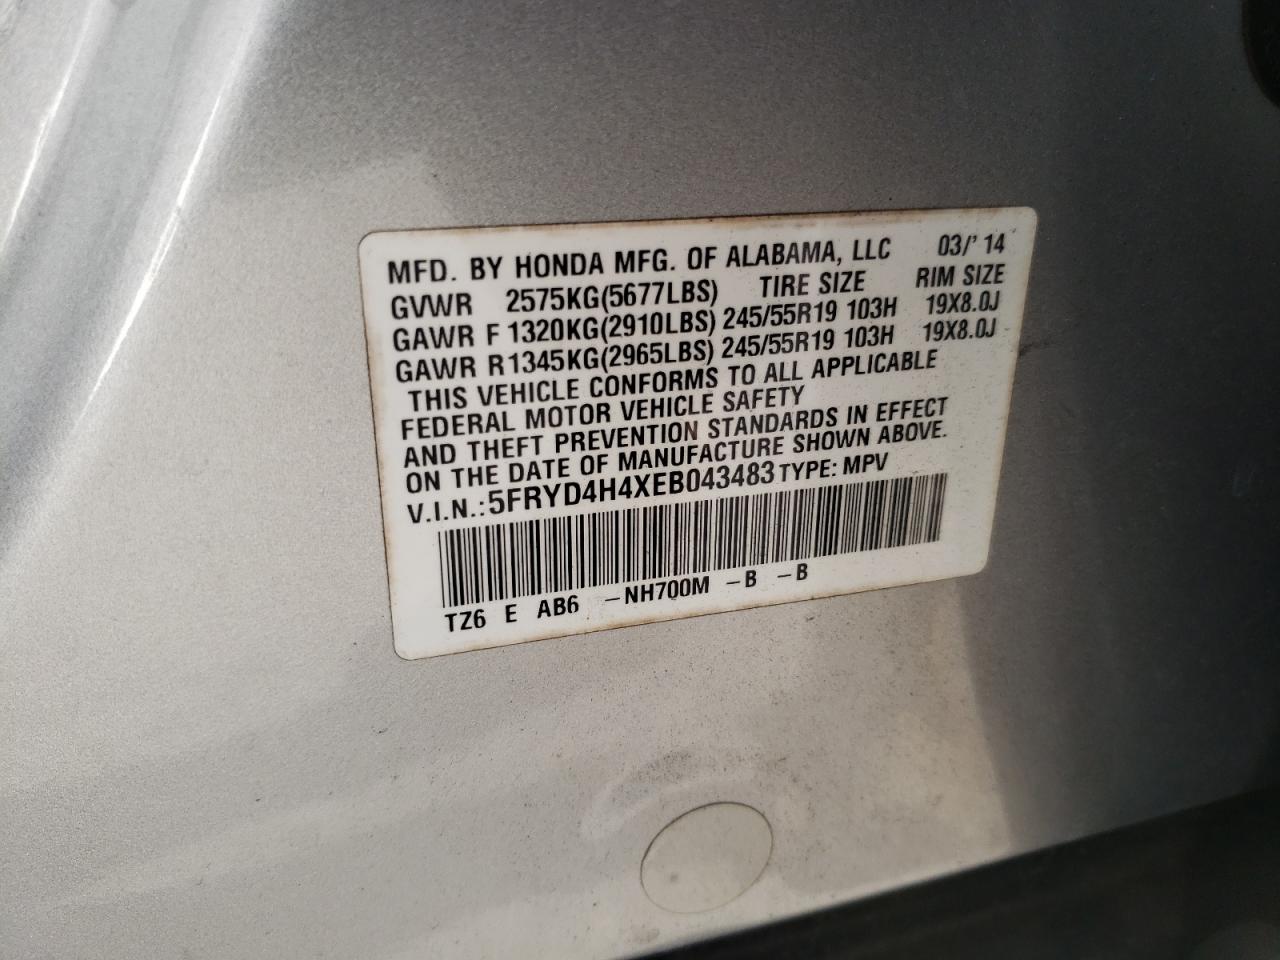 MFD. BY HONDA MFG. OF ALABAMA, LLC 03/'14
GVWR 2575KG(5677LBS) TIRE SIZE RIM SIZE
GAWR F 1320KG(2910LBS) 245/55R19 103H 19X8.0J
GAWR R1345KG(2965LBS) 245/55R19 103H 19X8.0J
THIS VEHICLE CONFORMS TO ALL APPLICABLE
FEDERAL MOTOR VEHICLE SAFETY
AND THEFT PREVENTION STANDARDS IN EFFECT
ON THE DATE OF MANUFACTURE SHOWN ABOVE.
V.I.N.:5FRYD4H4XEB043483 TYPE: MPV
TZ6 E AB6 –NH700M –B –B